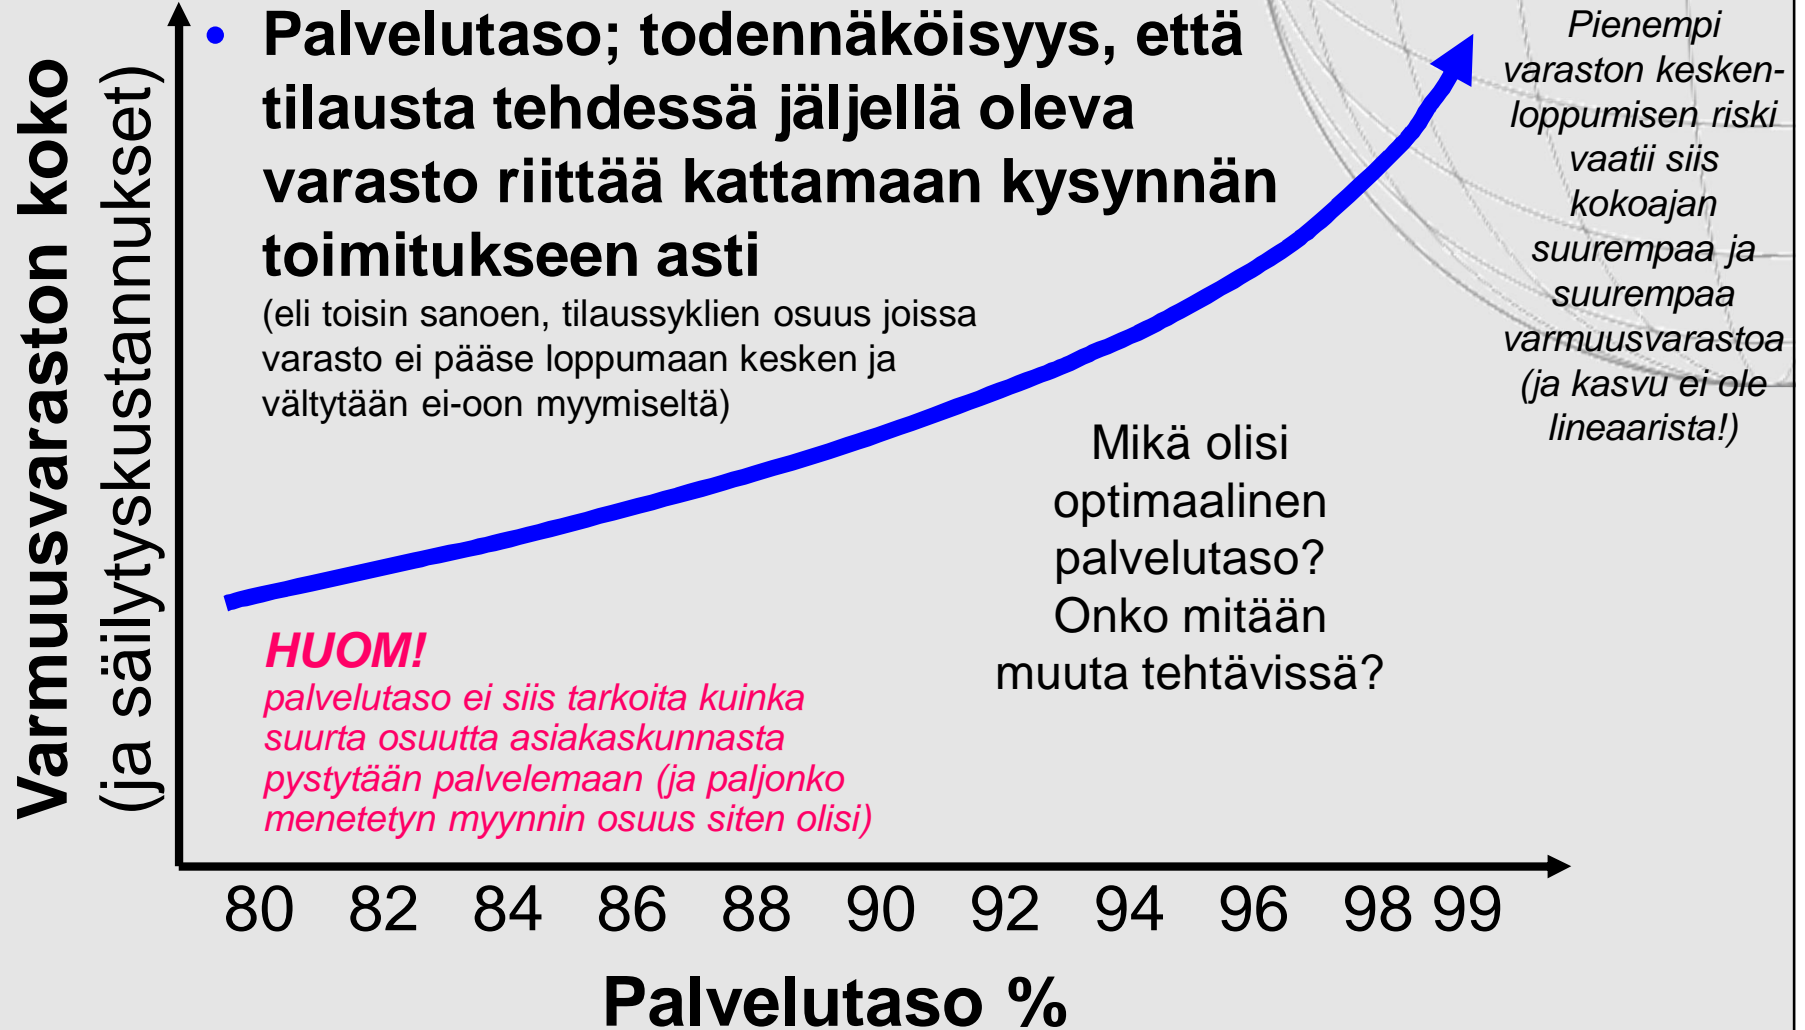 Varmuusvaraston koko
(ja säilytyskustannukset)
• Palvelutaso; todennäköisyys, että
tilausta tehdessä jäljellä oleva
varasto riittää kattamaan kysynnän
toimitukseen asti
(eli toisin sanoen, tilaussyklien osuus joissa
varasto ei pääse loppumaan kesken ja
vältytään ei-oon myymiseltä)
Pienempi
varaston kesken-
loppumisen riski
vaatii siis
kokoajan
suurempaa ja
suurempaa
varmuusvarastoa
(ja kasvu ei ole
lineaarista!)
Mikä olisi
optimaalinen
palvelutaso?
Onko mitään
muuta tehtävissä?
HUOM!
palvelutaso ei siis tarkoita kuinka
suurta osuutta asiakaskunnasta
pystytään palvelemaan (ja paljonko
menetetyn myynnin osuus siten olisi)
80 82 84 86 88 90 92 94 96 98 99
Palvelutaso %